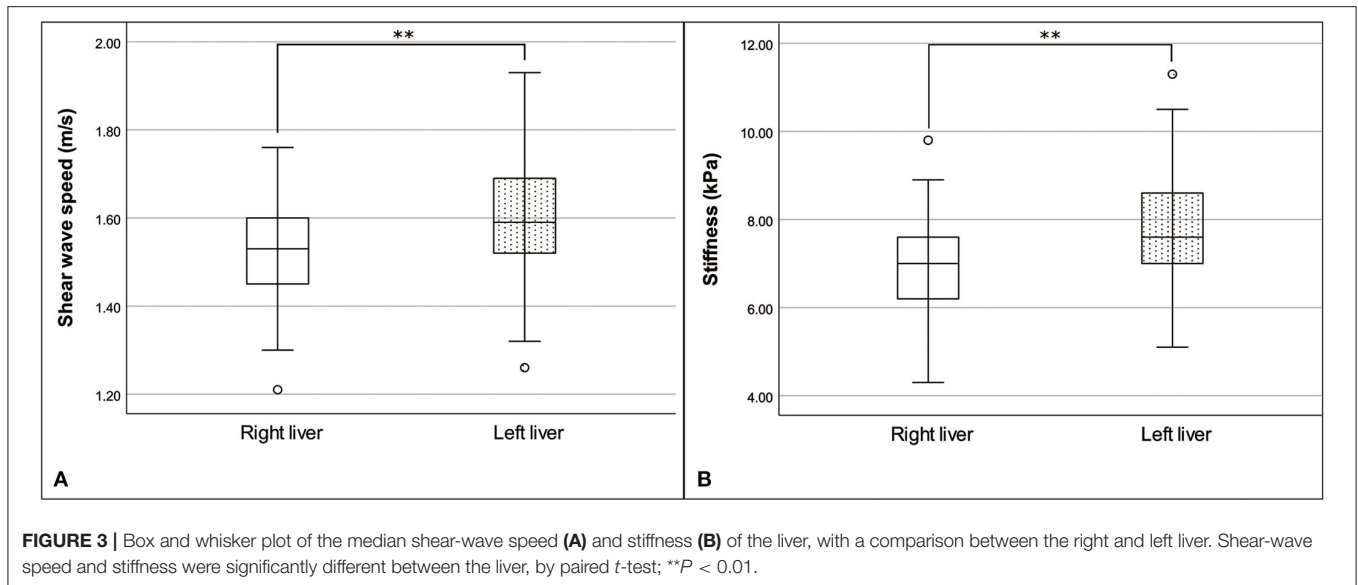 **
2.00
1.80
1.60
1.40
1.20
Shear wave speed (m/s)
Right liver
Left liver
A
**
12.00
10.00
8.00
6.00
4.00
Stiffness (kPa)
Right liver
Left liver
B
FIGURE 3 | Box and whisker plot of the median shear-wave speed (A) and stiffness (B) of the liver, with a comparison between the right and left liver. Shear-wave
speed and stiffness were significantly different between the liver, by paired t-test; **P < 0.01.